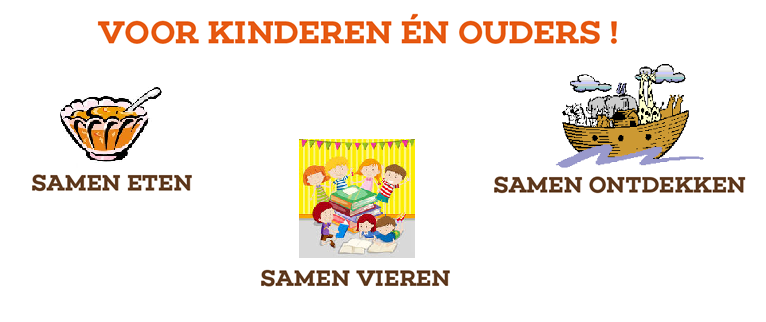 VOOR KINDEREN ÉN OUDERS !
SAMEN ETEN
SAMEN ONTDEKKEN
SAMEN VIEREN